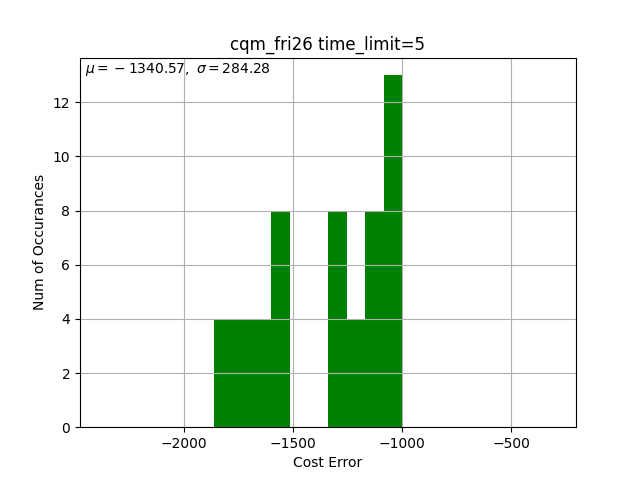 cqm_fri26 time_limit=5
μ = −1340.57, σ = 284.28
12
10
8
6
4
2
0
Num of Occurances
−2000 −1500 −1000 −500
Cost Error